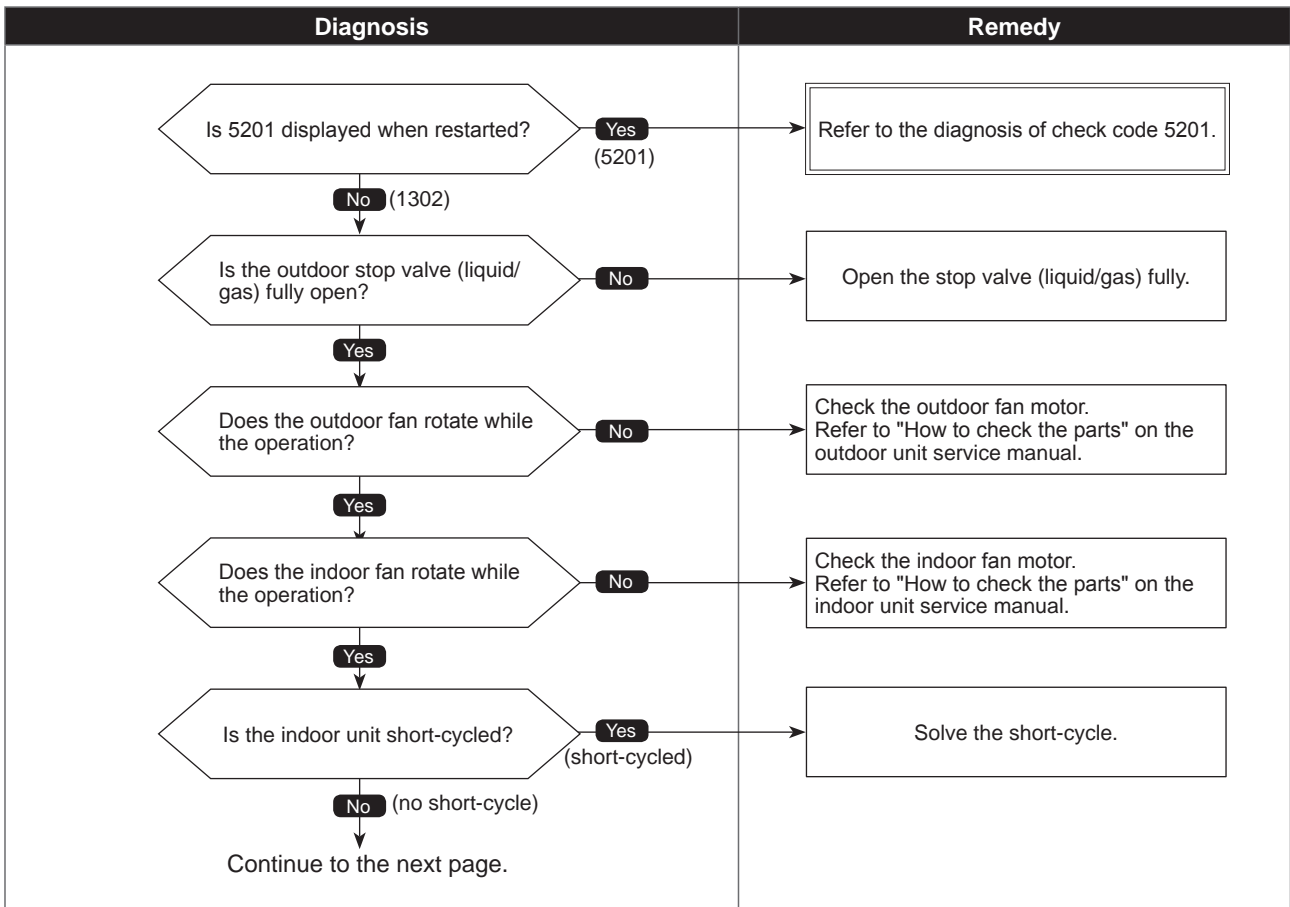 Diagnosis
Remedy
Is 5201 displayed when restarted?
Yes
(5201)
Refer to the diagnosis of check code 5201.
No (1302)
Is the outdoor stop valve (liquid/
gas) fully open?
No
Open the stop valve (liquid/gas) fully.
Yes
Does the outdoor fan rotate while
the operation?
No
Check the outdoor fan motor.
Refer to "How to check the parts" on the
outdoor unit service manual.
Yes
Does the indoor fan rotate while
the operation?
No
Check the indoor fan motor.
Refer to "How to check the parts" on the
indoor unit service manual.
Yes
Is the indoor unit short-cycled?
Yes
(short-cycled)
Solve the short-cycle.
No (no short-cycle)
Continue to the next page.